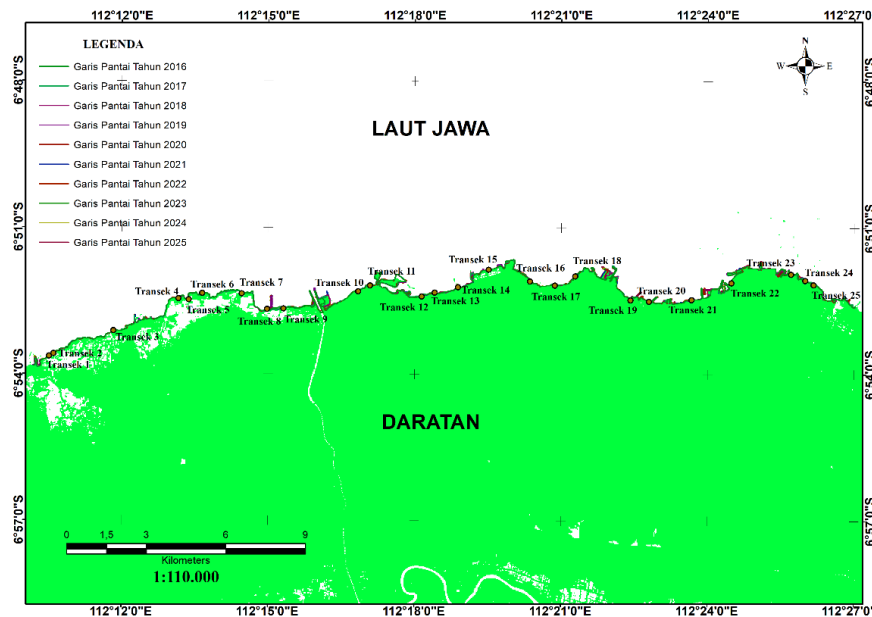 112°12'0"E 112°15'0"E 112°18'0"E 112°21'0"E 112°24'0"E 112°27'0"E
LEGENDA
Garis Pantai Tahun 2016
Garis Pantai Tahun 2017
Garis Pantai Tahun 2018
Garis Pantai Tahun 2019
Garis Pantai Tahun 2020
Garis Pantai Tahun 2021
Garis Pantai Tahun 2022
Garis Pantai Tahun 2023
Garis Pantai Tahun 2024
Garis Pantai Tahun 2025
N
W E
S
6°48'0"S 6°48'0"S
LAUT JAWA
6°51'0"S 6°51'0"S
Transek 1
Transek 2
Transek 3
Transek 4
Transek 5
Transek 6
Transek 7
Transek 8
Transek 9
Transek 10
Transek 11
Transek 12
Transek 13
Transek 14
Transek 15
Transek 16
Transek 17
Transek 18
Transek 19
Transek 20
Transek 21
Transek 22
Transek 23
Transek 24
Transek 25
6°54'0"S 6°54'0"S
DARATAN
6°57'0"S 6°57'0"S
0 1,5 3 6 9
Kilometers
1:110.000
112°12'0"E 112°15'0"E 112°18'0"E 112°21'0"E 112°24'0"E 112°27'0"E